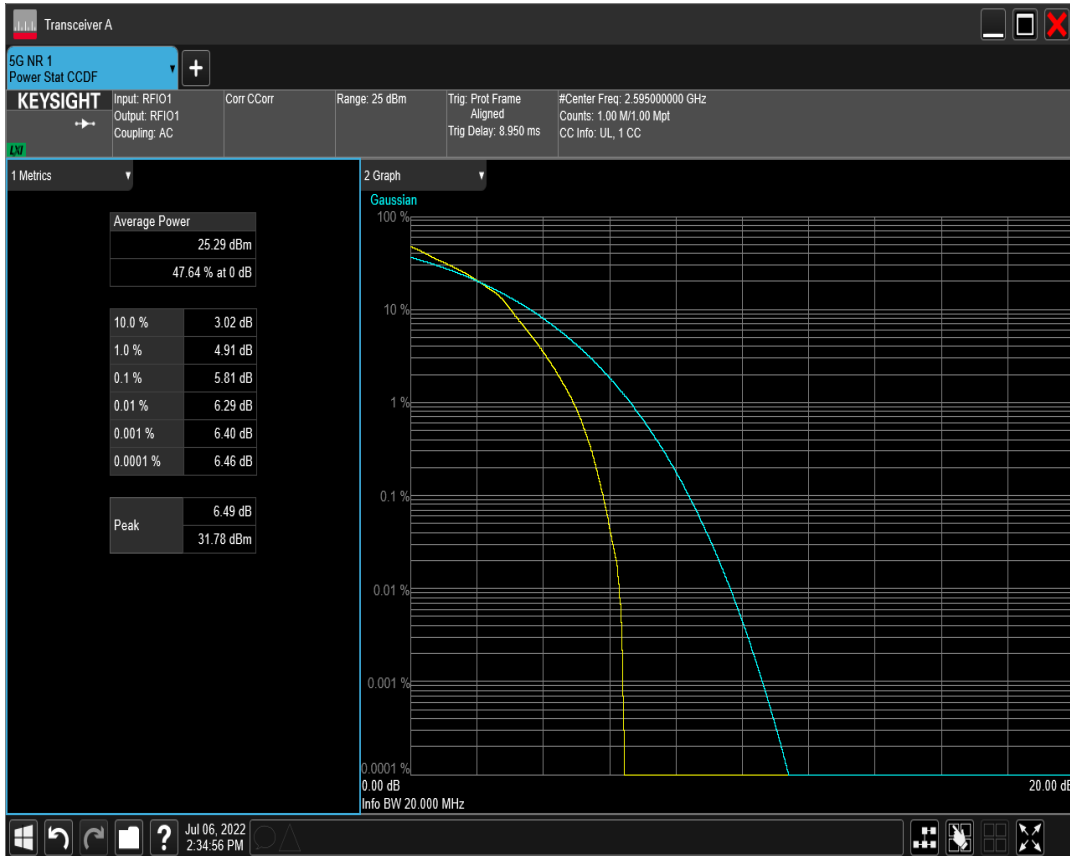 Transceiver A
5G NR 1
Power Stat CCDF
KEYSIGHT
LXI
Input: RFIO1
Output: RFIO1
Coupling: AC
Corr CCorr
Range: 25 dBm
Trig: Prot Frame
Aligned
Trig Delay: 8.950 ms
#Center Freq: 2.595000000 GHz
Counts: 1.00 M/1.00 Mpt
CC Info: UL, 1 CC
1 Metrics
Average Power
25.29 dBm
47.64 % at 0 dB
10.0 % 3.02 dB
1.0 % 4.91 dB
0.1 % 5.81 dB
0.01 % 6.29 dB
0.001 % 6.40 dB
0.0001 % 6.46 dB
Peak
6.49 dB
31.78 dBm
2 Graph
Gaussian
100 %
10 %
1 %
0.1 %
0.01 %
0.001 %
0.0001 %
0.00 dB
20.00 dB
Info BW 20.000 MHz
?
Jul 06, 2022
2:34:56 PM